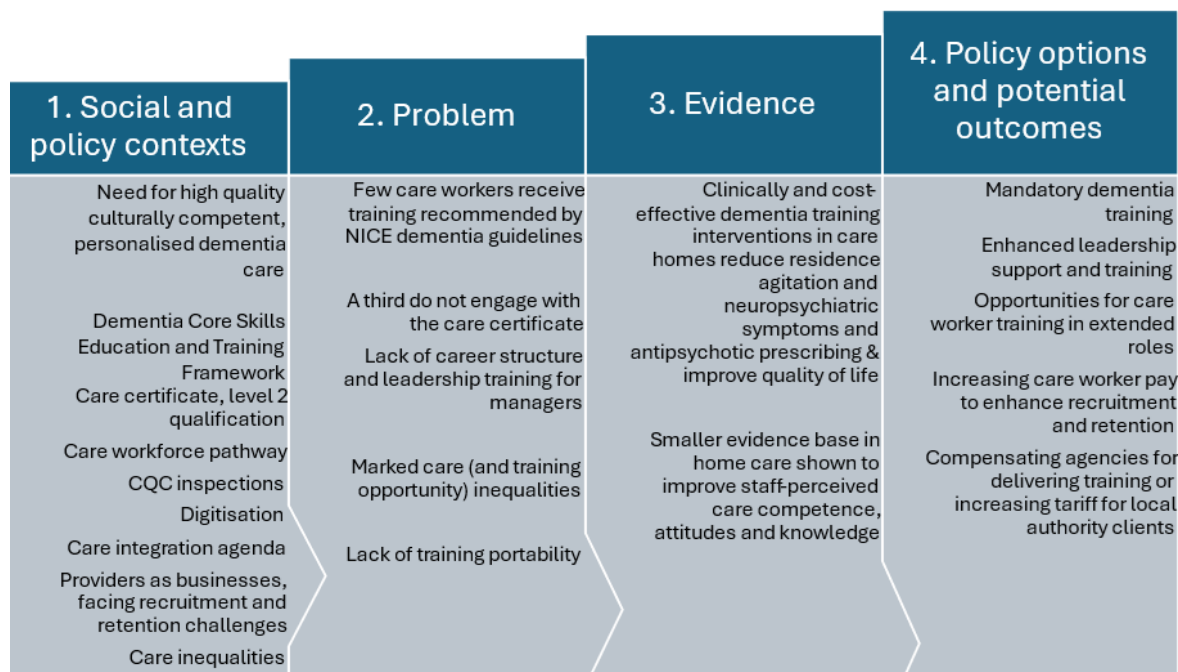 1. Social and
policy contexts
Need for high quality
culturally competent,
personalised dementia
care
Dementia Core Skills
Education and Training
Framework
Care certificate, level 2
qualification
Care workforce pathway
CQC inspections
Digitisation
Care integration agenda
Providers as businesses,
facing recruitment and
retention challenges
Care inequalities
2. Problem
Few care workers receive
training recommended by
NICE dementia guidelines
A third do not engage with
the care certificate
Lack of career structure
and leadership training for
managers
Marked care (and training
opportunity) inequalities
Lack of training portability
3. Evidence
Clinically and cost-
effective dementia training
interventions in care
homes reduce residence
agitation and
neuropsychiatric
symptoms and
antipsychotic prescribing &
improve quality of life
Smaller evidence base in
home care shown to
improve staff-perceived
care competence,
attitudes and knowledge
4. Policy options
and potential
outcomes
Mandatory dementia
training
Enhanced leadership
support and training
Opportunities for care
worker training in extended
roles
Increasing care worker pay
to enhance recruitment
and retention
Compensating agencies for
delivering training or
increasing tariff for local
authority clients